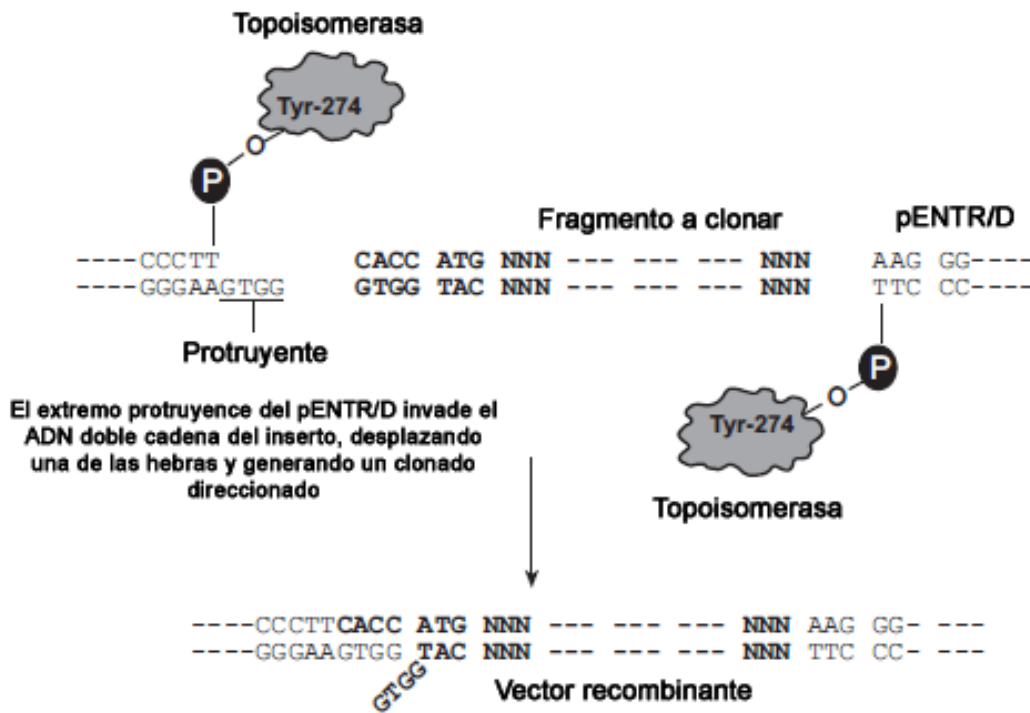 Topoisomerasa
Tyr-274
O
P
Fragmento a clonar pENTR/D
----CCCTT CACC ATG NNN --- --- --- --- NNN AAG GG----
----GGGAAGTGG GTGG TAC NNN --- --- --- --- NNN TTC CC----
Protruyente
P
O
Tyr-274
Topoisomerasa
El extremo protruyence del pENTR/D invade el
ADN doble cadena del inserto, desplazando
una de las hebras y generando un clonado
direccionado
----CCCTTCACC ATG NNN --- --- --- --- NNN AAG GG- ---
----GGGAAGTGG TAC NNN --- --- --- --- NNN TTC CC- ---
GTGG
Vector recombinante